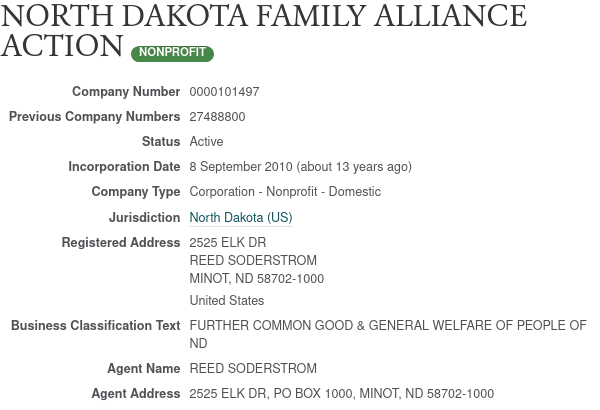 NORTH DAKOTA FAMILY ALLIANCE
ACTION NONPROFIT
Company Number 0000101497
Previous Company Numbers 27488800
Status Active
Incorporation Date 8 September 2010 (about 13 years ago)
Company Type Corporation - Nonprofit - Domestic
Jurisdiction North Dakota (US)
Registered Address 2525 ELK DR
REED SODERSTROM
MINOT, ND 58702-1000
United States
Business Classification Text FURTHER COMMON GOOD & GENERAL WELFARE OF PEOPLE OF
ND
Agent Name REED SODERSTROM
Agent Address 2525 ELK DR, PO BOX 1000, MINOT, ND 58702-1000